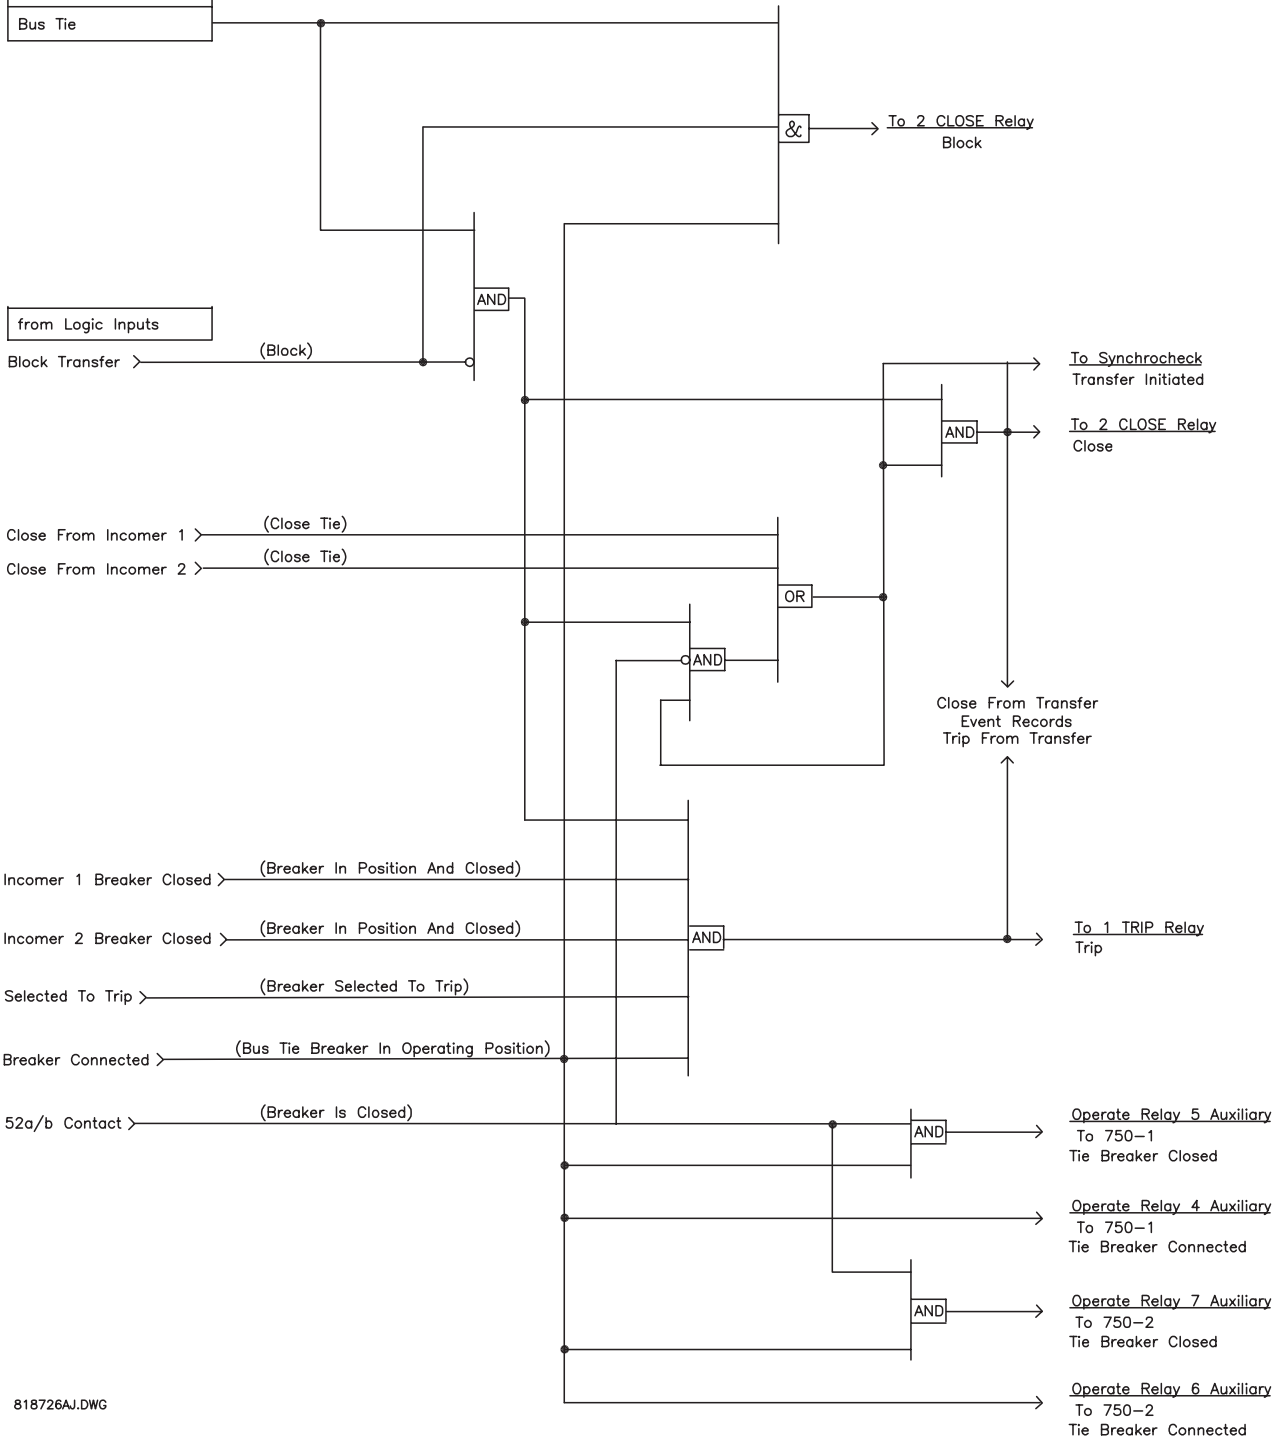 Bus Tie
&
To 2 CLOSE Relay
Block
AND
from Logic Inputs
Block Transfer
(Block)
To Synchrocheck
Transfer Initiated
AND
To 2 CLOSE Relay
Close
Close From Incomer 1
(Close Tie)
Close From Incomer 2
(Close Tie)
OR
AND
Close From Transfer
Event Records
Trip From Transfer
Incomer 1 Breaker Closed
(Breaker In Position And Closed)
Incomer 2 Breaker Closed
(Breaker In Position And Closed)
AND
To 1 TRIP Relay
Trip
Selected To Trip
(Breaker Selected To Trip)
Breaker Connected
(Bus Tie Breaker In Operating Position)
52a/b Contact
(Breaker Is Closed)
AND
Operate Relay 5 Auxiliary
To 750-1
Tie Breaker Closed
Operate Relay 4 Auxiliary
To 750-1
Tie Breaker Connected
AND
Operate Relay 7 Auxiliary
To 750-2
Tie Breaker Closed
Operate Relay 6 Auxiliary
To 750-2
Tie Breaker Connected
818726AJ.DWG